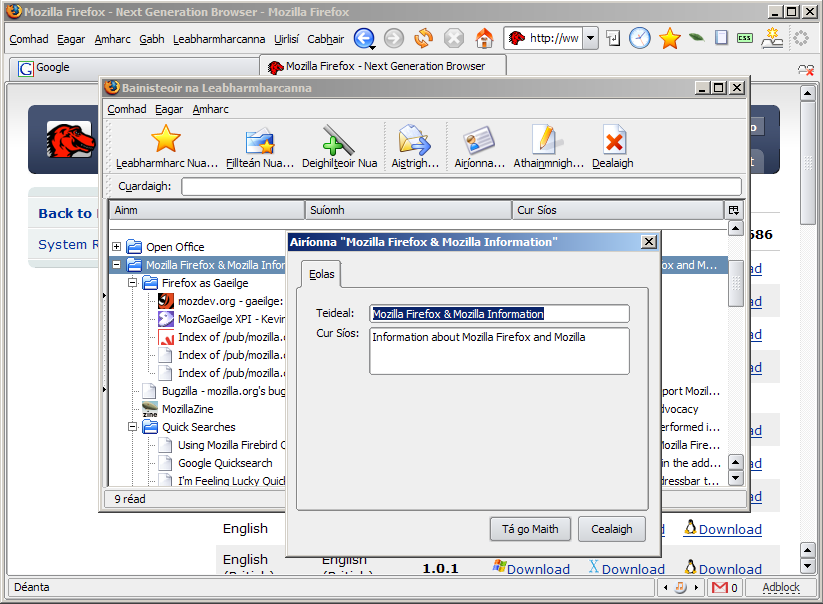 Mozilla Firefox - Next Generation Browser - Mozilla Firefox
Comhad Eagar Amharc Gabh Leabharmharcanna Uirlisí Cabhair http://ww CSS
Google Mozilla Firefox - Next Generation Browser
Bainisteoir na Leabharmharcanna
Comhad Eagar Amharc
Leabharmharc Nua... Fillteán Nua... Deighilteoir Nua Aistrigh... Airíonna... Athainmnigh... Dealaigh
Cuardaigh:
Ainm Suíomh Cur Síos
Back to
System R
Open Office
Mozilla Firefox & Mozilla Infor
ox and M...
Firefox as Gaeilge
mozdev.org - gaeilge:
MozGaeilge XPI - Kevin
Index of /pub/mozilla.o
Index of /pub/mozilla.o
Index of /pub/mozilla.o
Bugzilla - mozilla.org's bug
port Mozil...
MozillaZine
dvocacy
Quick Searches
erformed i...
Using Mozilla Firebird
Mozilla Fire...
Google Quicksearch
in the add...
I'm Feeling Lucky Quick
dressbar t...
9 réad
Airíonna "Mozilla Firefox & Mozilla Information"
Eolas
Teideal: Mozilla Firefox & Mozilla Information
Cur Síos: Information about Mozilla Firefox and Mozilla
Tá go Maith Cealaigh
686
ad
ad
ad
ad
ad
ad
ad
English Download
English English 1.0.1 Download Download Download
Déanta 0 Adblock